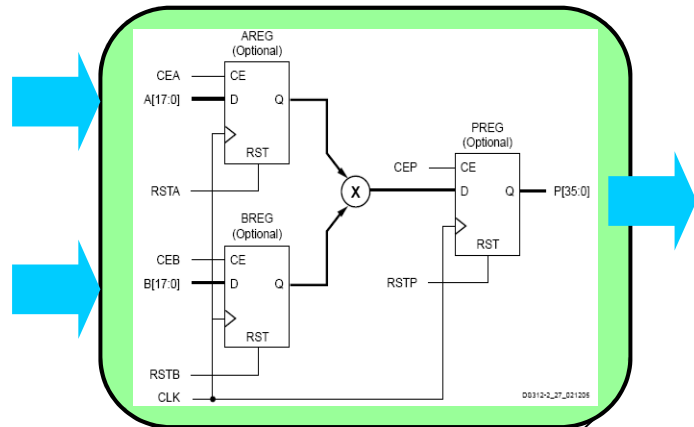 AREG
(Optional)
CEA
CE
A[17:0]
D
Q
RST
RSTA
X
PREG
(Optional)
CEP
CE
D
Q
P[35:0]
RST
RSTP
BREG
(Optional)
CEB
CE
B[17:0]
D
Q
RST
RSTB
CLK
DS312-2_27_021205